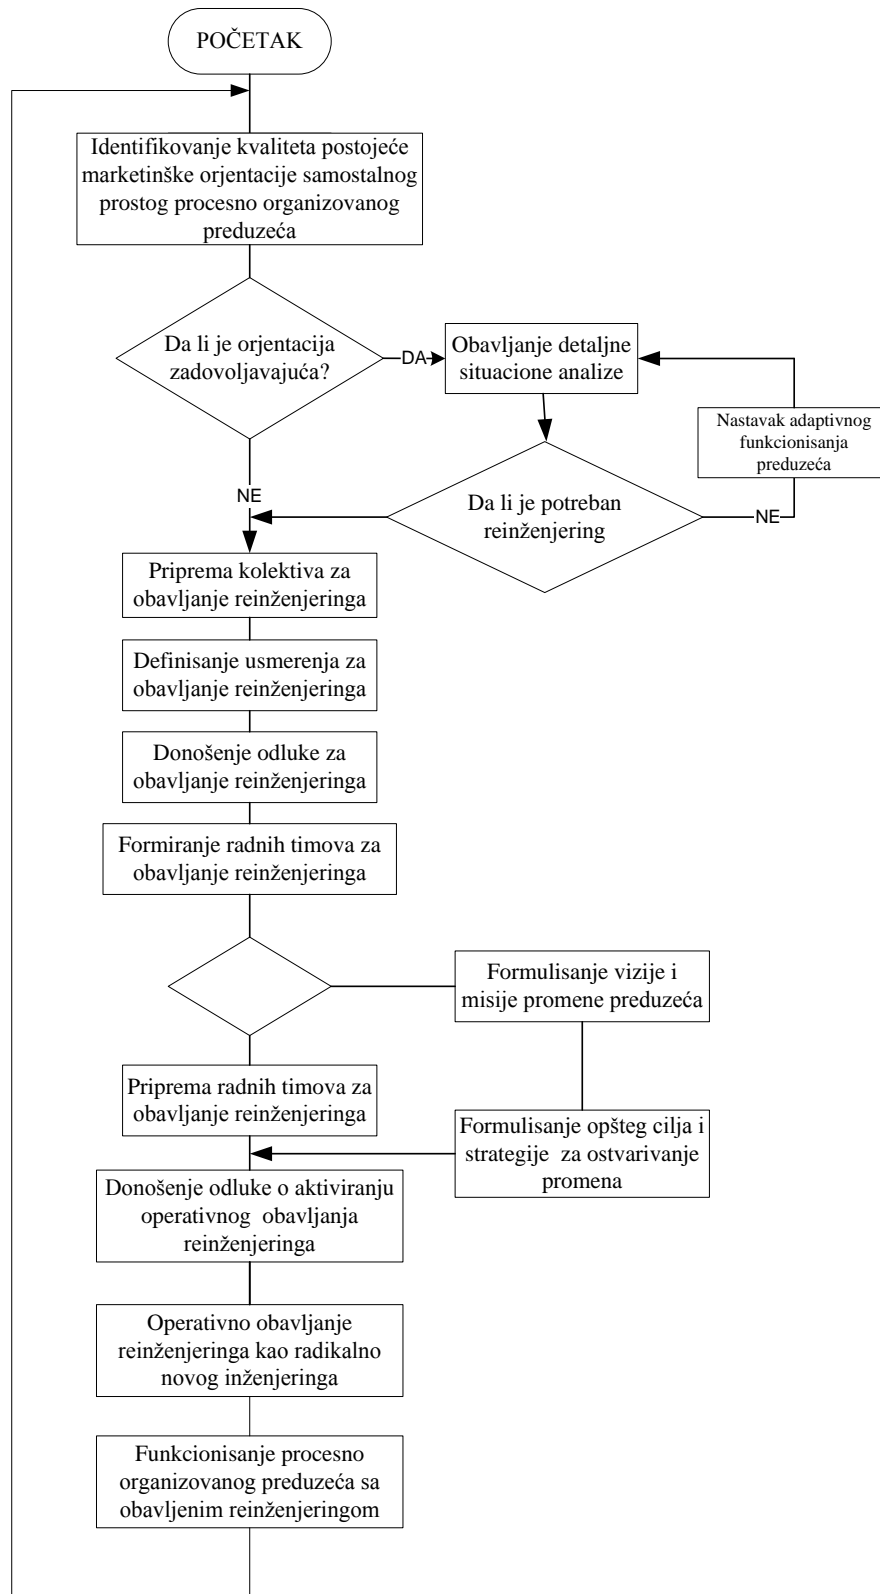 POČETAK
Identifikovanje kvaliteta postojeće
marketinške orjentacije samostalnog
prostog procesno organizovanog
preduzeća
Da li je orjentacija
zadovoljavajuća?
DA
Obavljanje detaljne
situacione analize
Nastavak adaptivnog
funkcionisanja
preduzeća
NE
Da li je potreban
reinženjering
NE
Priprema kolektiva za
obavljanje reinženjeringa
Definisanje usmerenja za
obavljanje reinženjeringa
Donošenje odluke za
obavljanje reinženjeringa
Formiranje radnih timova za
obavljanje reinženjeringa
Formulisanje vizije i
misije promene preduzeća
Priprema radnih timova za
obavljanje reinženjeringa
Formulisanje opšteg cilja i
strategije za ostvarivanje
promena
Donošenje odluke o aktiviranju
operativnog obavljanja
reinženjeringa
Operativno obavljanje
reinženjeringa kao radikalno
novog inženjeringa
Funkcionisanje procesno
organizovanog preduzeća sa
obavljenim reinženjeringom